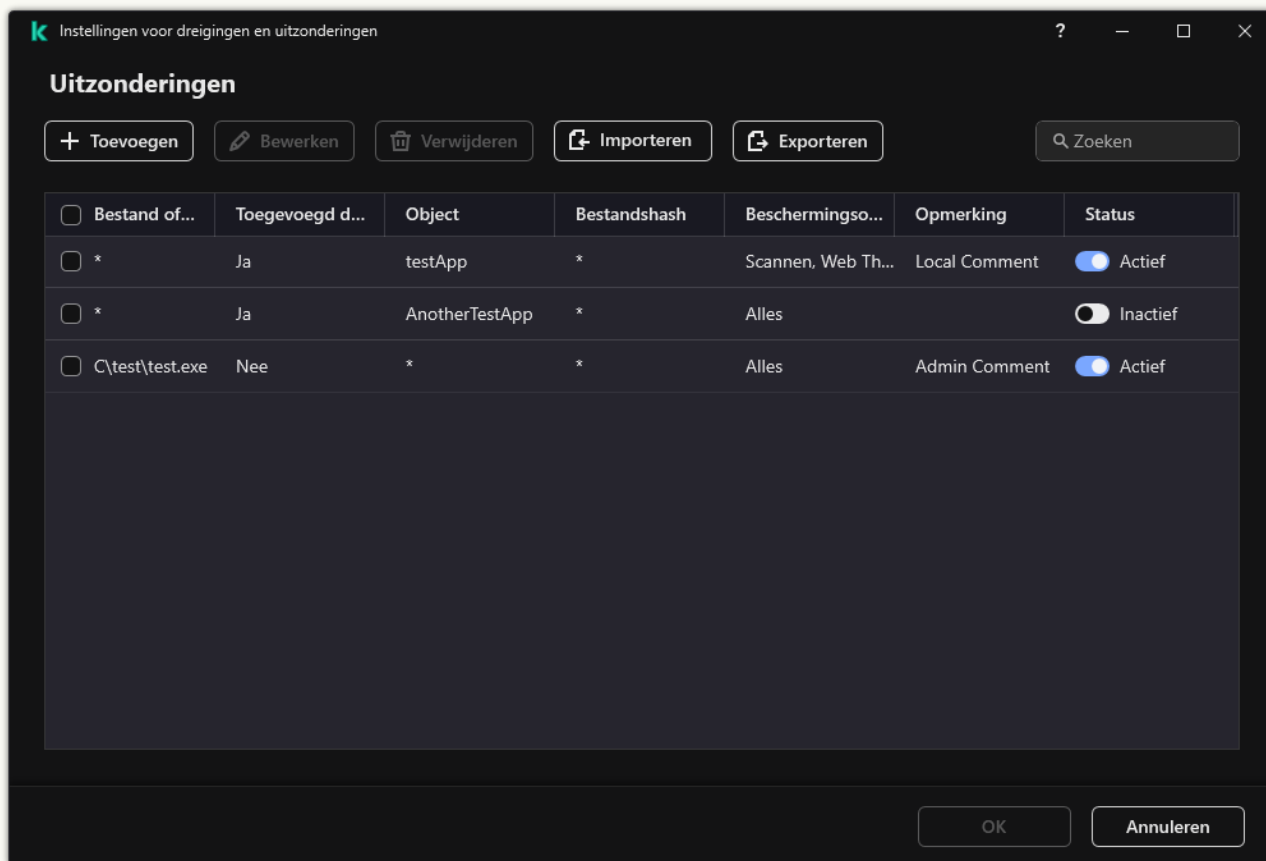 Instellingen voor dreigingen en uitzonderingen
?
Uitzonderingen
Toevoegen Bewerken Verwijderen Importeren Exporteren Zoeken
Bestand of... Toegevoegd d... Object Bestandshash Beschermingso... Opmerking Status
* Ja testApp * Scannen, Web Th... Local Comment Actief
* Ja AnotherTestApp * Alles Inactief
C\test\test.exe Nee * * Alles Admin Comment Actief
OK Annuleren